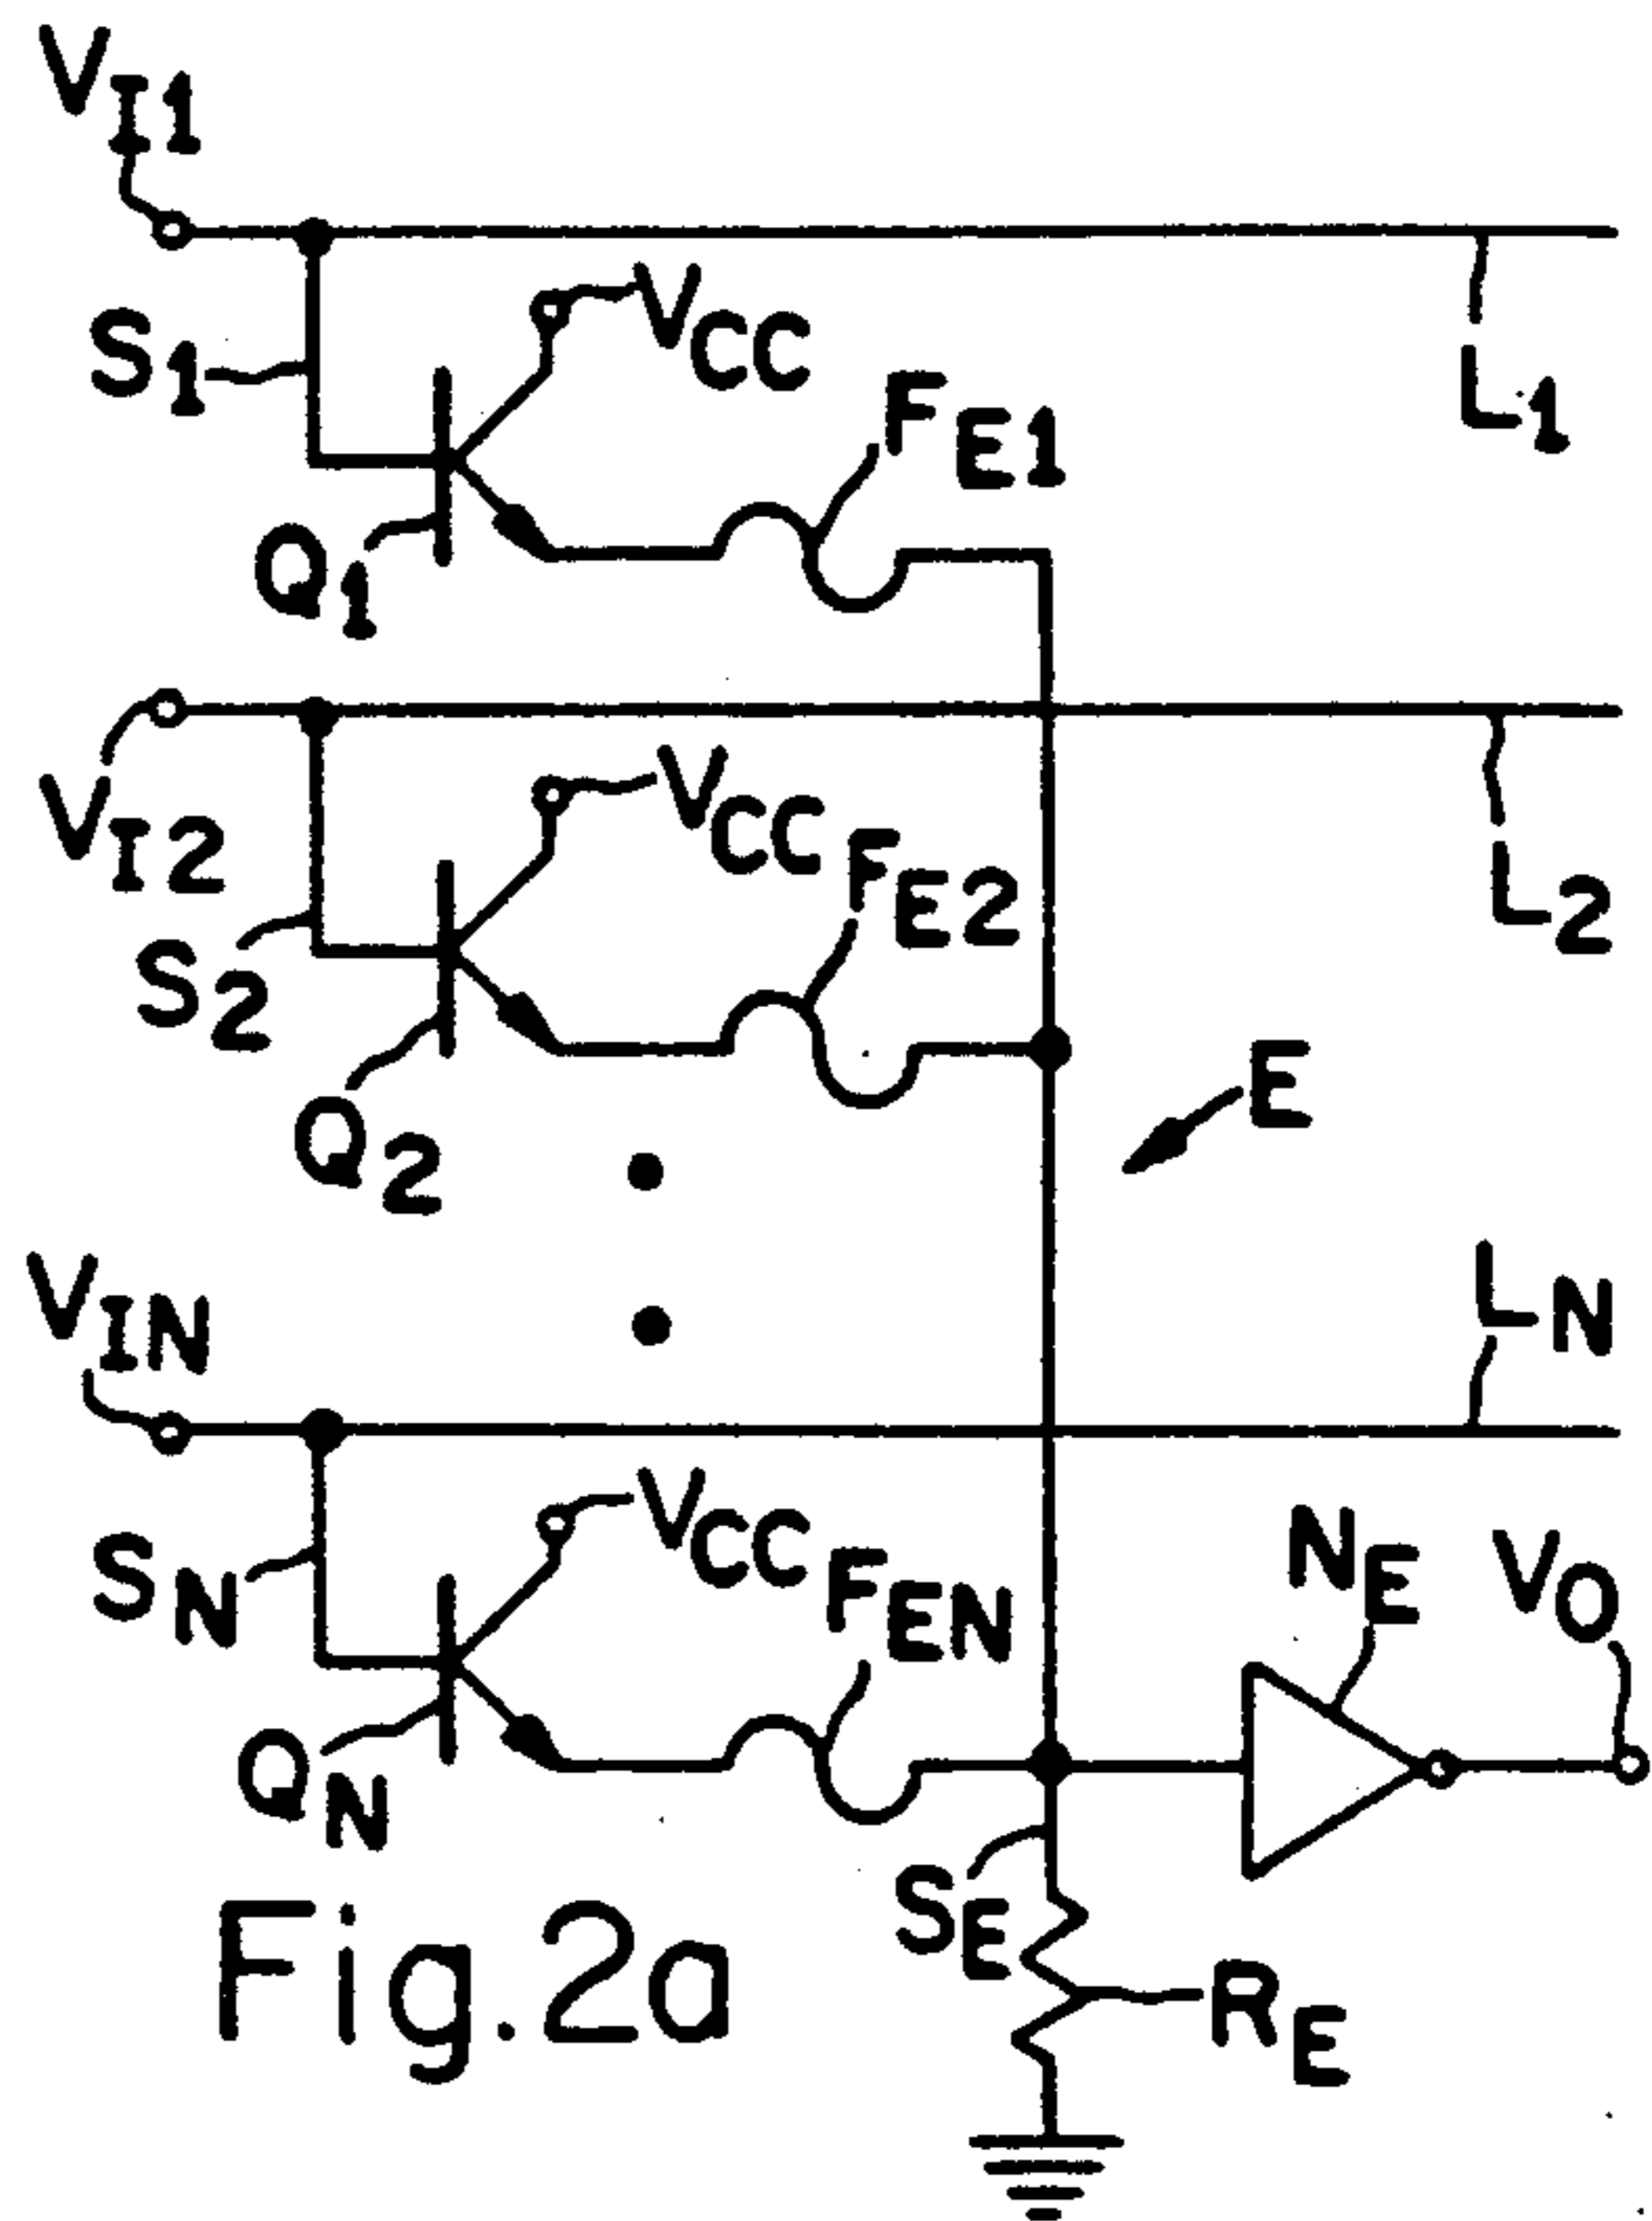 VI1
VCC
S1
FE1
L1
Q1
VI2
VCC
FE2
L2
S2
E
Q2
VIN
LN
VCC
NE
VO
SN
FEN
QN
SE
Fig.2a
RE